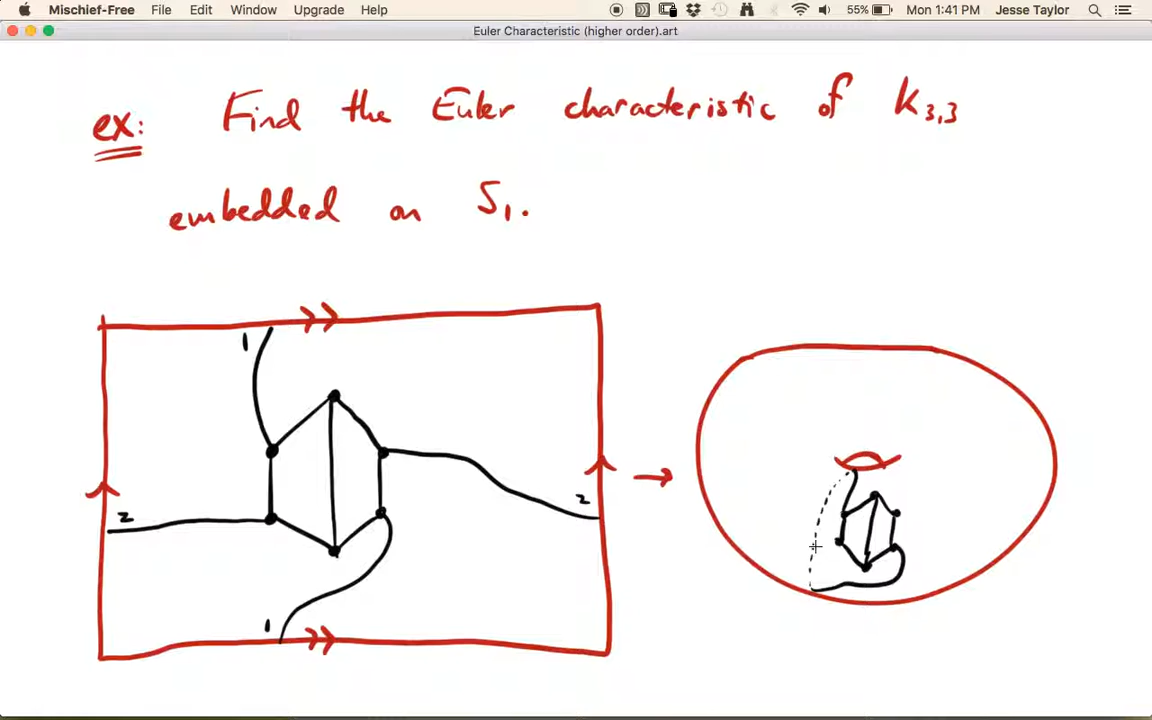 Mischief-Free File Edit Window Upgrade Help 55% Mon 1:41 PM Jesse Taylor
Euler Characteristic (higher order).art
ex: Find the Euler characteristic of K3,3
embedded on S1.
1
2
2
1